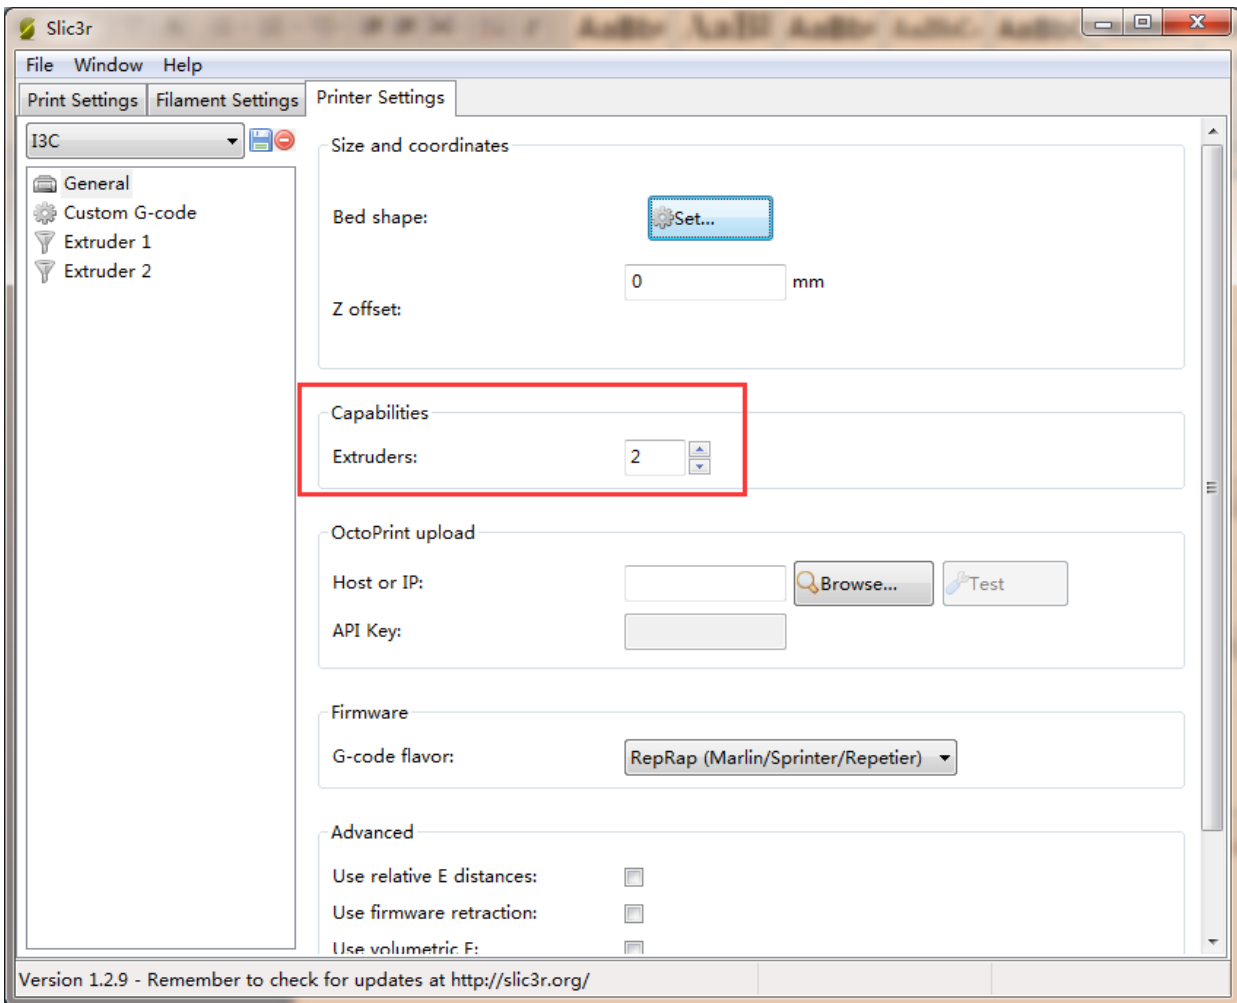 Slic3r
File Window Help
Print Settings Filament Settings Printer Settings
I3C
General
Custom G-code
Extruder 1
Extruder 2
Size and coordinates
Bed shape: Set...
0 mm
Z offset:
Capabilities
Extruders: 2
OctoPrint upload
Host or IP: Browse... Test
API Key:
Firmware
G-code flavor: RepRap (Marlin/Sprinter/Repetier)
Advanced
Use relative E distances:
Use firmware retraction:
Use volumetric E:
Version 1.2.9 - Remember to check for updates at http://slic3r.org/